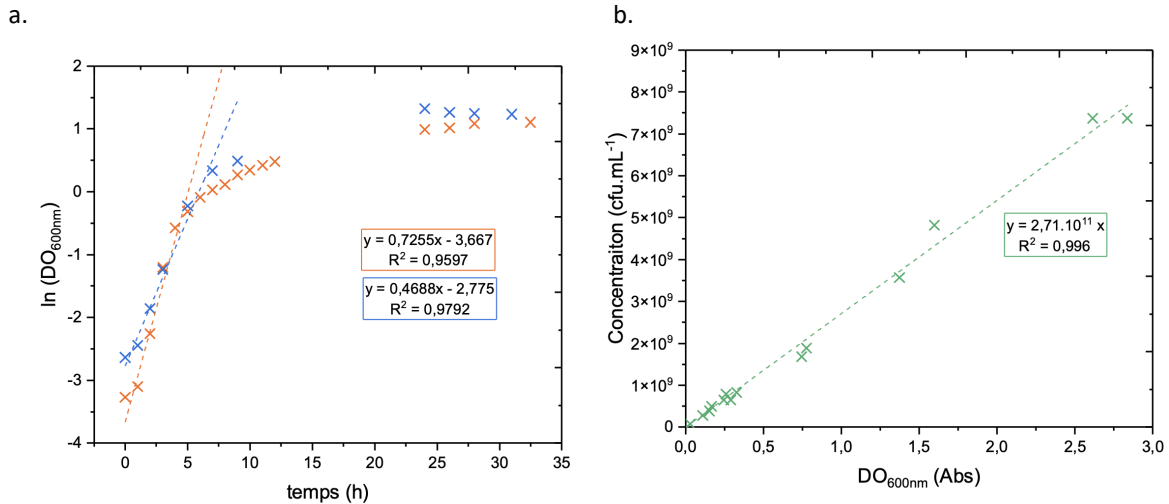 a.
2
1
0
-1
-2
-3
-4
ln (DO600nm)
y = 0,7255x - 3,667
R² = 0,9597
y = 0,4688x - 2,775
R² = 0,9792
0 5 10 15 20 25 30 35
temps (h)
b.
9×10⁹
8×10⁹
7×10⁹
6×10⁹
5×10⁹
4×10⁹
3×10⁹
2×10⁹
1×10⁹
0
Concentraiton (cfu.mL⁻¹)
y = 2,71.10¹¹ x
R² = 0,996
0,0 0,5 1,0 1,5 2,0 2,5 3,0
DO600nm (Abs)